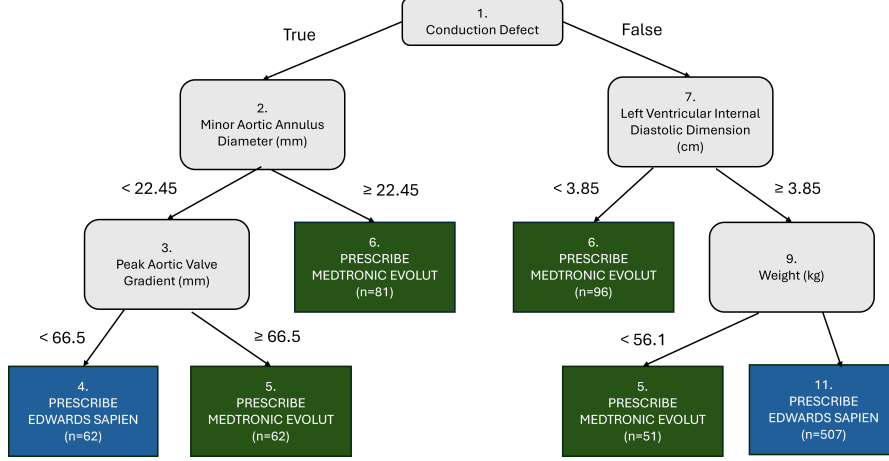 1.
Conduction Defect
True
False
2.
Minor Aortic Annulus
Diameter (mm)
7.
Left Ventricular Internal
Diastolic Dimension
(cm)
< 22.45
≥ 22.45
< 3.85
≥ 3.85
3.
Peak Aortic Valve
Gradient (mm)
6.
PRESCRIBE
MEDTRONIC EVOLUT
(n=81)
6.
PRESCRIBE
MEDTRONIC EVOLUT
(n=96)
9.
Weight (kg)
< 66.5
≥ 66.5
< 56.1
4.
PRESCRIBE
EDWARDS SAPIEN
(n=62)
5.
PRESCRIBE
MEDTRONIC EVOLUT
(n=62)
5.
PRESCRIBE
MEDTRONIC EVOLUT
(n=51)
11.
PRESCRIBE
EDWARDS SAPIEN
(n=507)